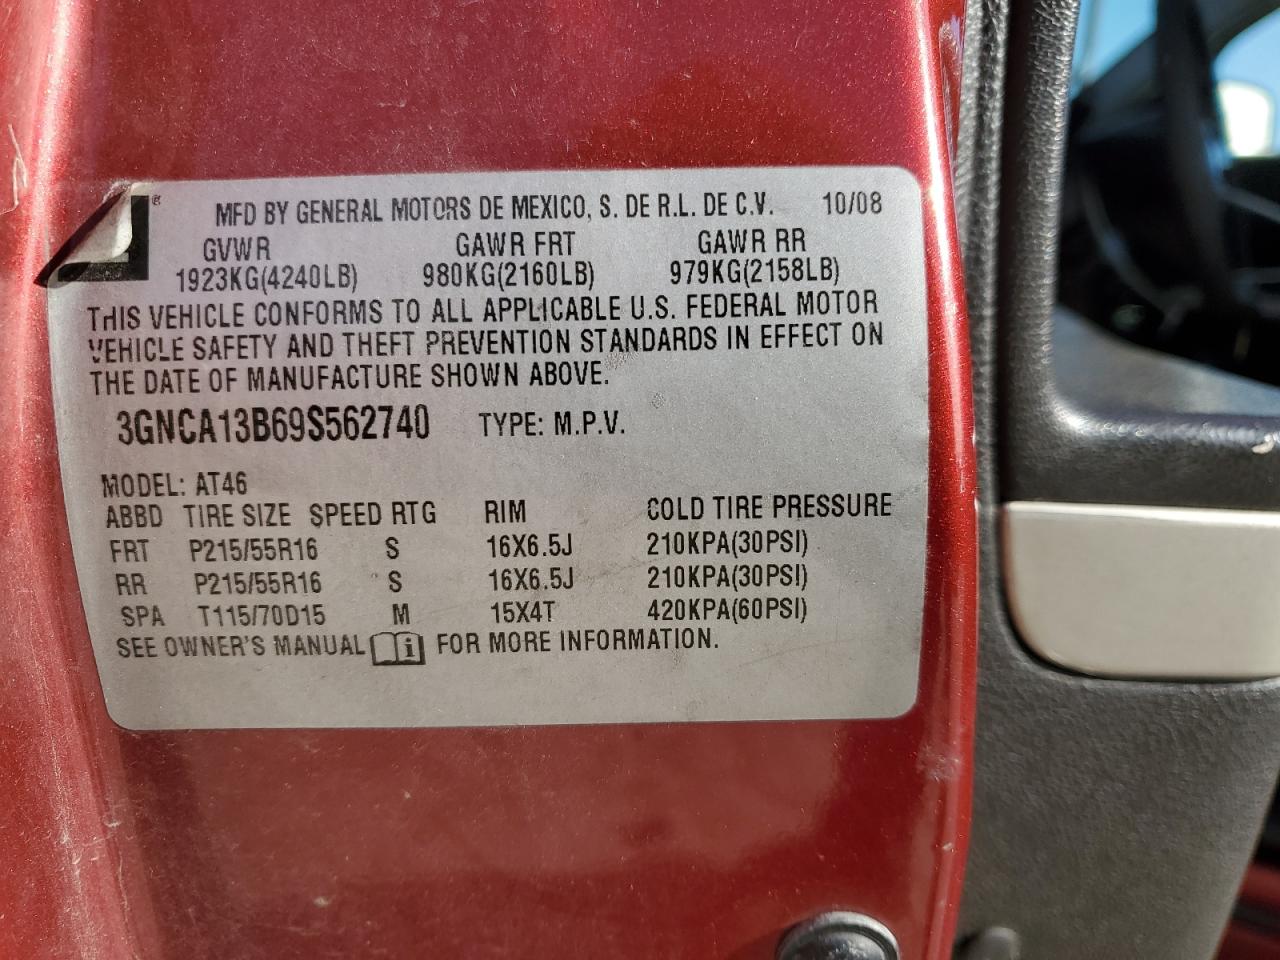 MFD BY GENERAL MOTORS DE MEXICO, S. DE R.L. DE C.V. 10/08
GVWR GAWR FRT GAWR RR
1923KG(4240LB) 980KG(2160LB) 979KG(2158LB)
THIS VEHICLE CONFORMS TO ALL APPLICABLE U.S. FEDERAL MOTOR
VEHICLE SAFETY AND THEFT PREVENTION STANDARDS IN EFFECT ON
THE DATE OF MANUFACTURE SHOWN ABOVE.
3GNCA13B69S562740 TYPE: M.P.V.
MODEL: AT46
ABBD TIRE SIZE SPEED RTG RIM COLD TIRE PRESSURE
FRT P215/55R16 S 16X6.5J 210KPA(30PSI)
RR P215/55R16 S 16X6.5J 210KPA(30PSI)
SPA T115/70D15 M 15X4T 420KPA(60PSI)
SEE OWNER'S MANUAL i FOR MORE INFORMATION.